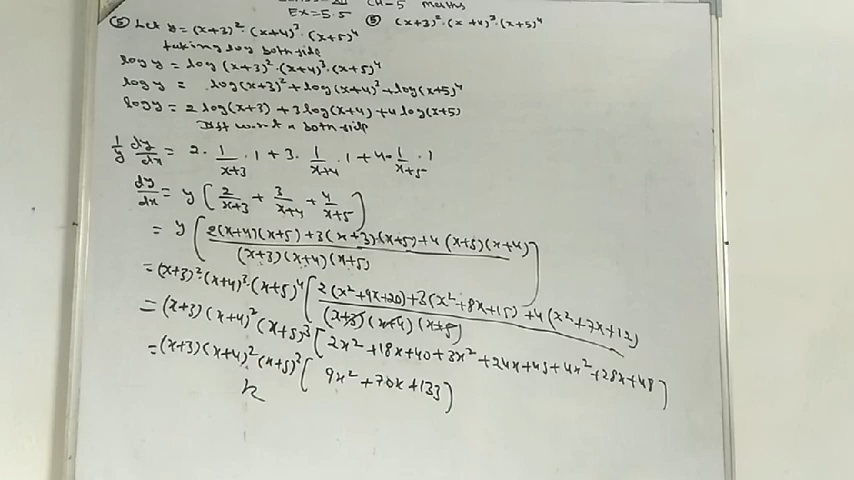 CH-5 Maths
Ex=5.5 ⑤ (x+3)²·(x+4)³·(x+5)⁴
⑤ Let y = (x+3)²·(x+4)³·(x+5)⁴
taking log both side
log y = log (x+3)²·(x+4)³·(x+5)⁴
log y = log(x+3)²+log(x+4)³+log(x+5)⁴
log y = 2 log(x+3) + 3 log(x+4) + 4 log(x+5)
Diff w.r.t x both side
1/y dy/dx = 2·1/(x+3)·1 + 3·1/(x+4)·1 + 4·1/(x+5)·1
dy/dx = y (2/(x+3) + 3/(x+4) + 4/(x+5))
= y (2(x+4)(x+5)+3(x+3)(x+5)+4(x+3)(x+4)/(x+3)(x+4)(x+5))
= (x+3)²·(x+4)³·(x+5)⁴ (2(x²+9x+20)+3(x²+8x+15)+4(x²+7x+12)/(x+3)(x+4)(x+5))
= (x+3)(x+4)²(x+5)³[2x²+18x+40+3x²+24x+45+4x²+28x+48]
= (x+3)(x+4)²(x+5)³(9x²+70x+133)